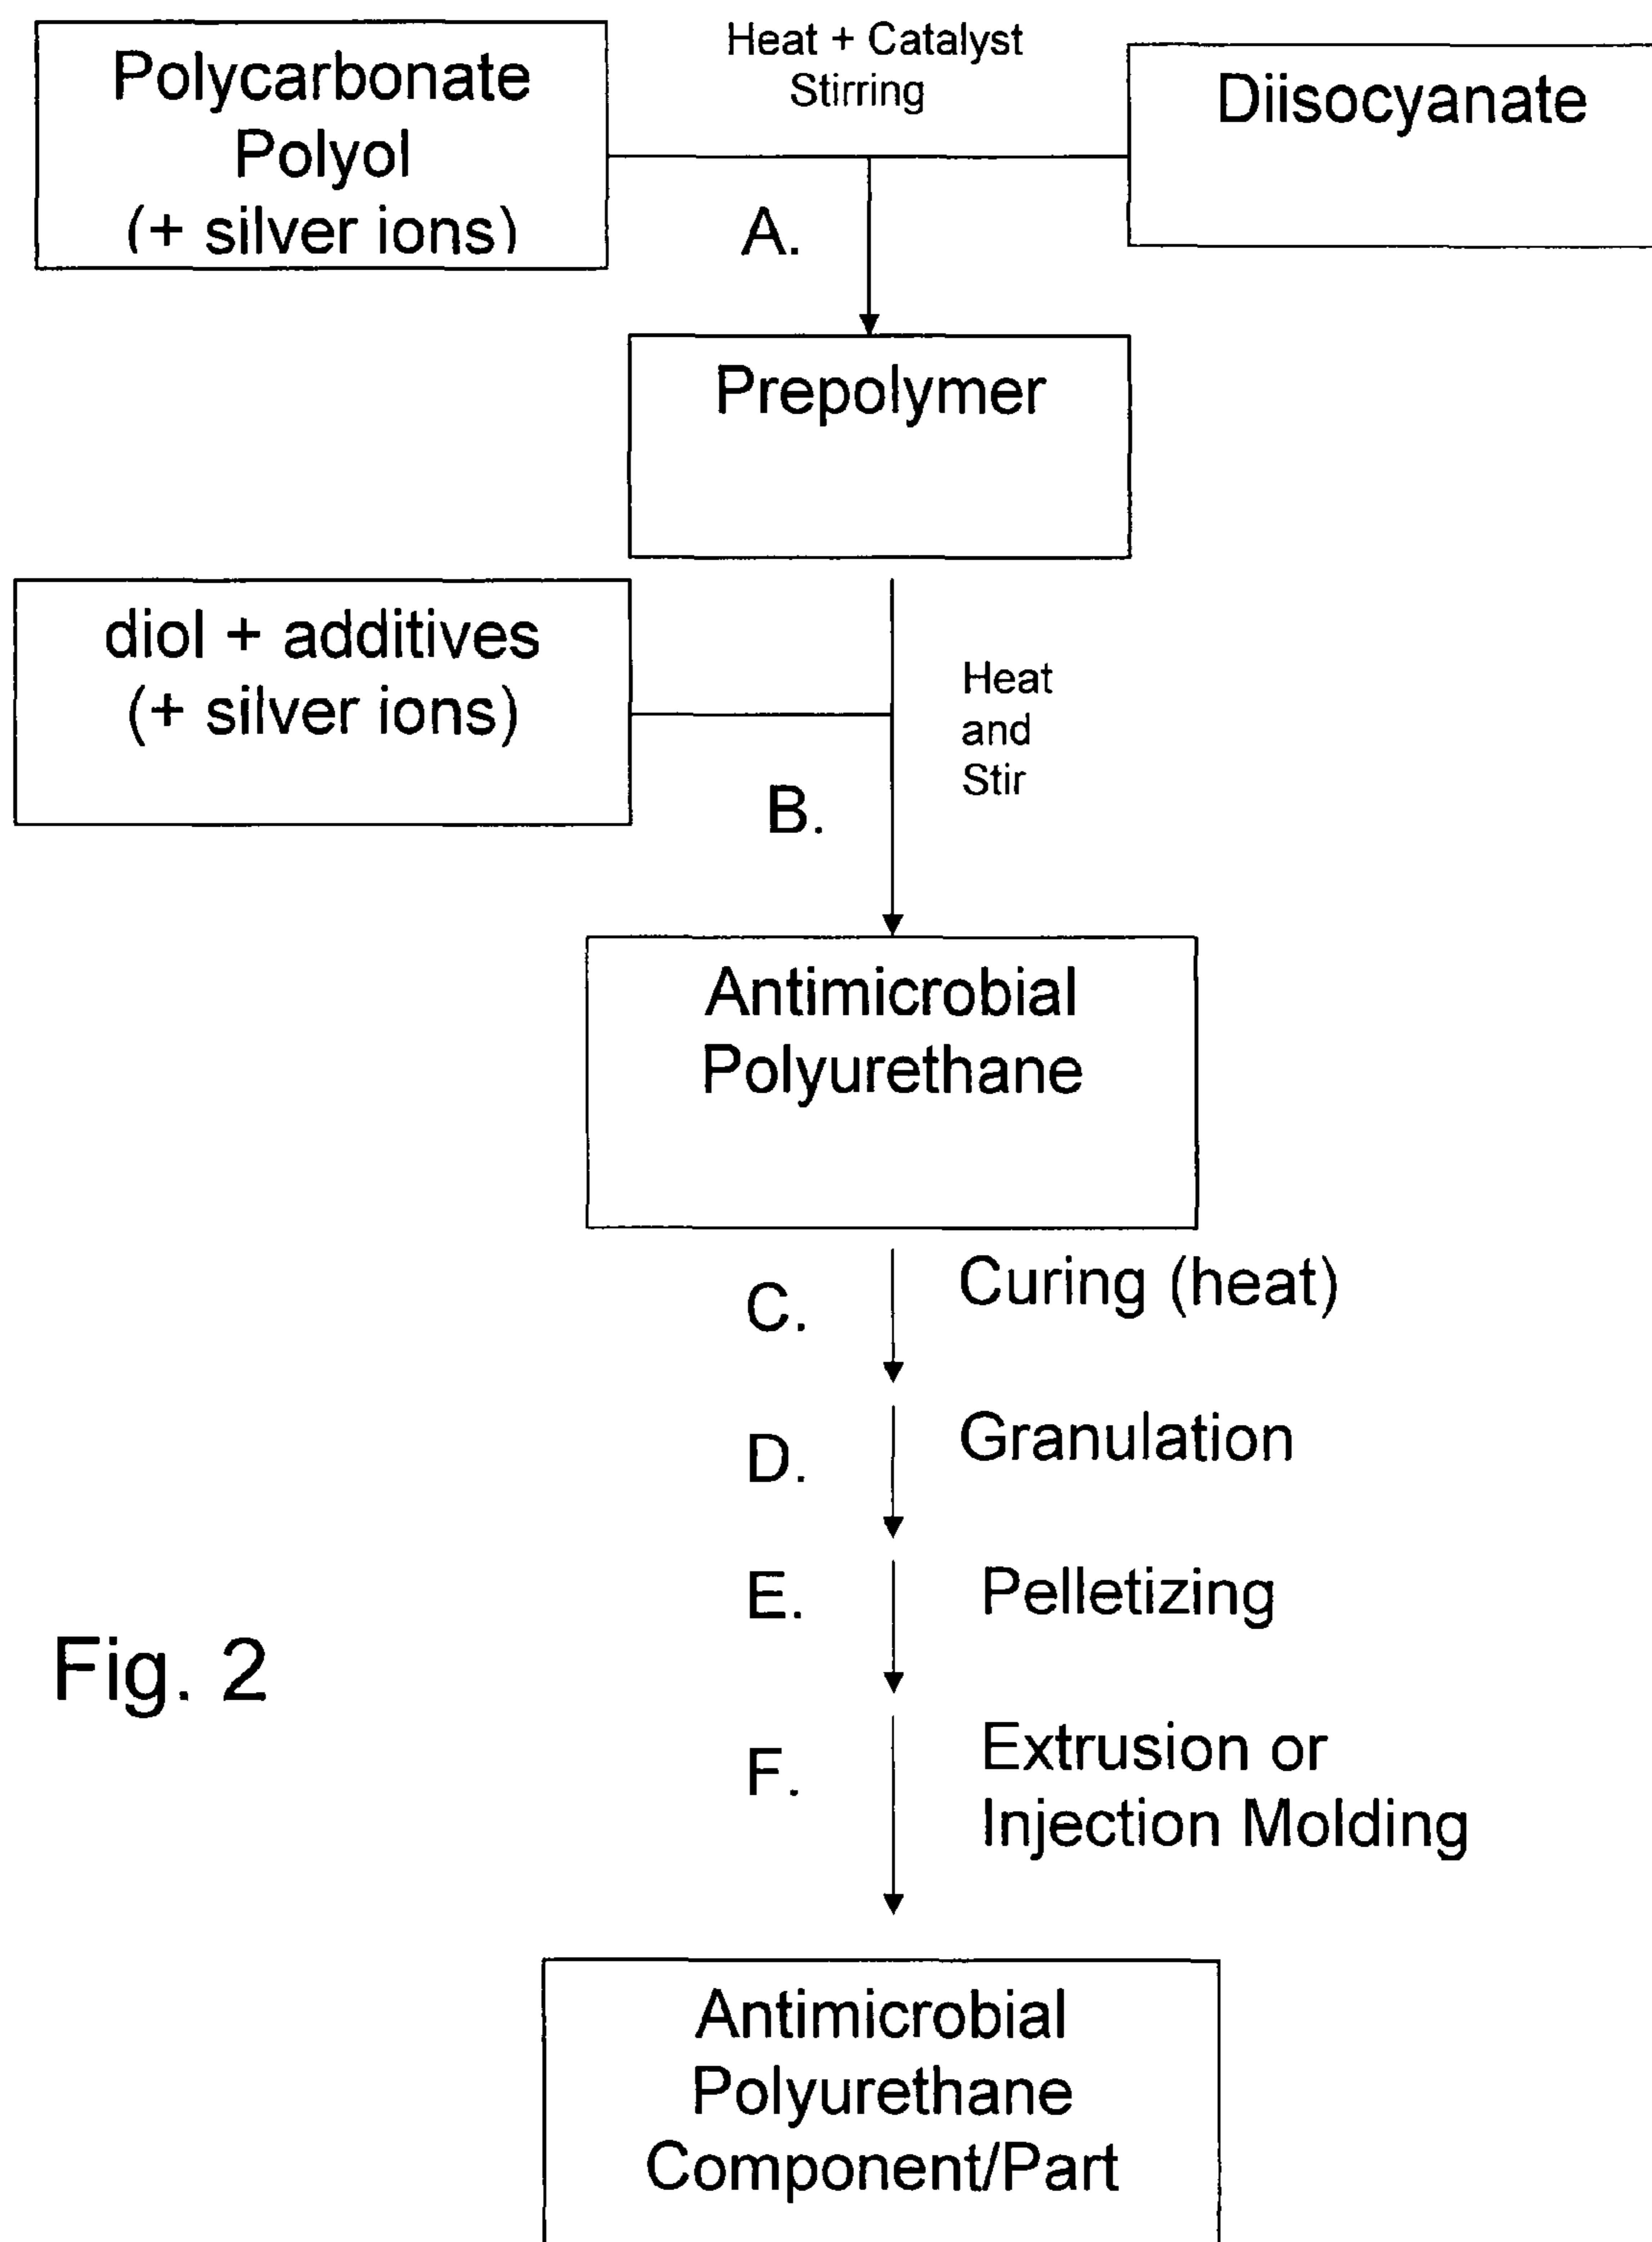 Polycarbonate
Polyol
(+ silver ions)
Heat + Catalyst
Stirring
Diisocyanate
A.
Prepolymer
diol + additives
(+ silver ions)
Heat
and
Stir
B.
Antimicrobial
Polyurethane
C.
Curing (heat)
D.
Granulation
E.
Pelletizing
Fig. 2
F.
Extrusion or
Injection Molding
Antimicrobial
Polyurethane
Component/Part